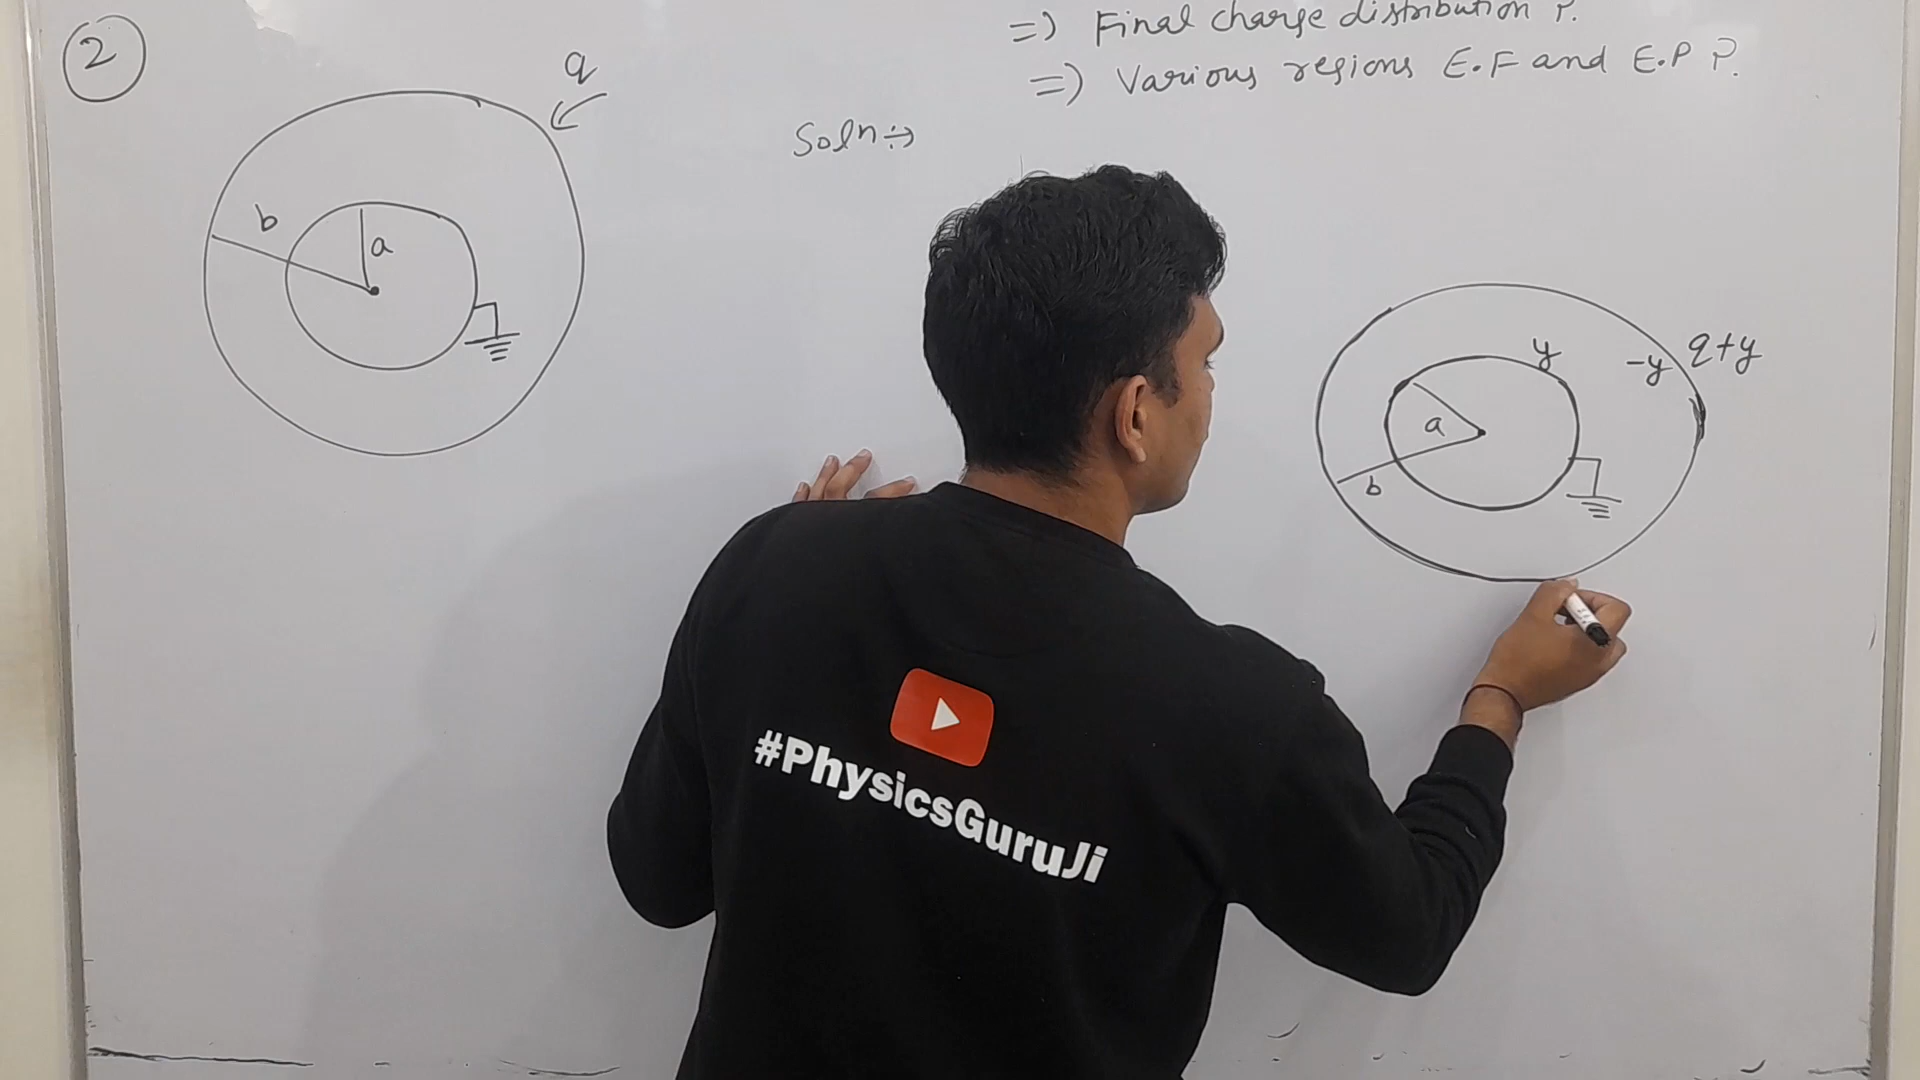 =) Final charge distribution ?.
=) Various regions E.F and E.P ?.
2
q
Soln ÷)
b
a
y
-y
q+y
a
b
#PhysicsGuruJi